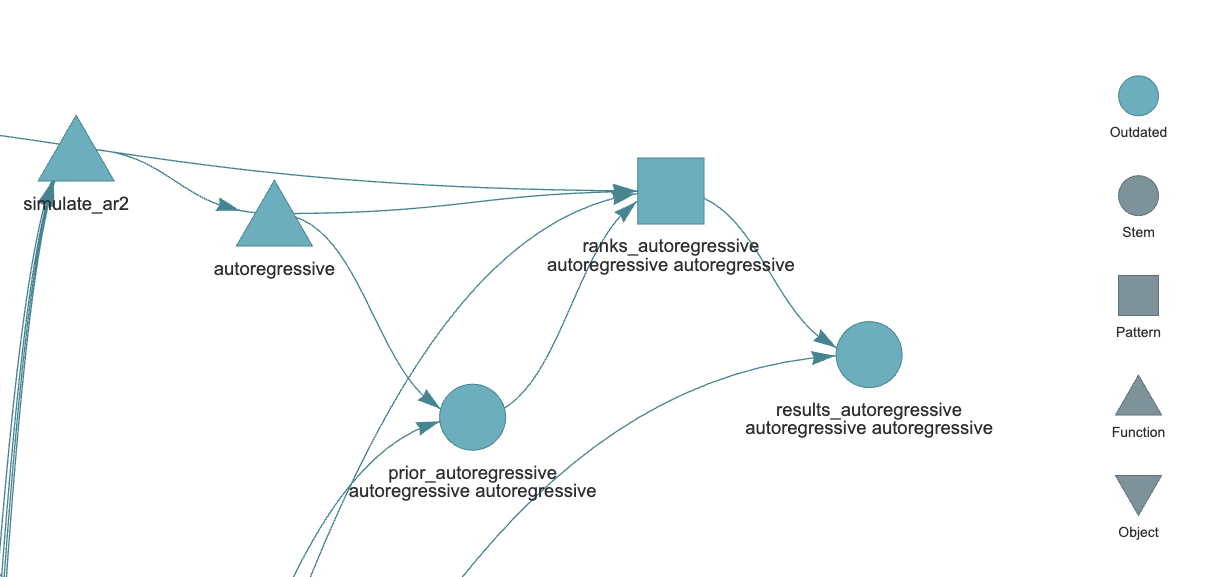 simulate_ar2
autoregressive
ranks_autoregressive
autoregressive autoregressive
prior_autoregressive
autoregressive autoregressive
results_autoregressive
autoregressive autoregressive
Outdated
Stem
Pattern
Function
Object